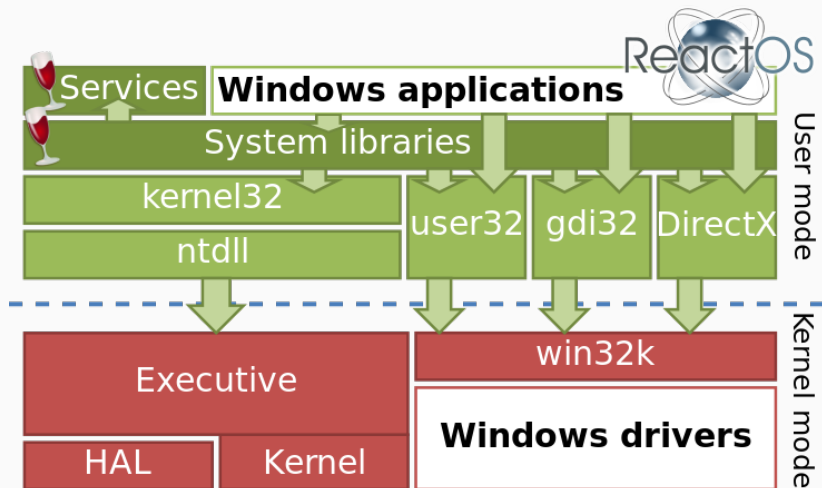 ReactOS
Services
Windows applications
System libraries
kernel32
user32
gdi32
DirectX
ntdll
User mode
Executive
win32k
Windows drivers
HAL
Kernel
Kernel mode